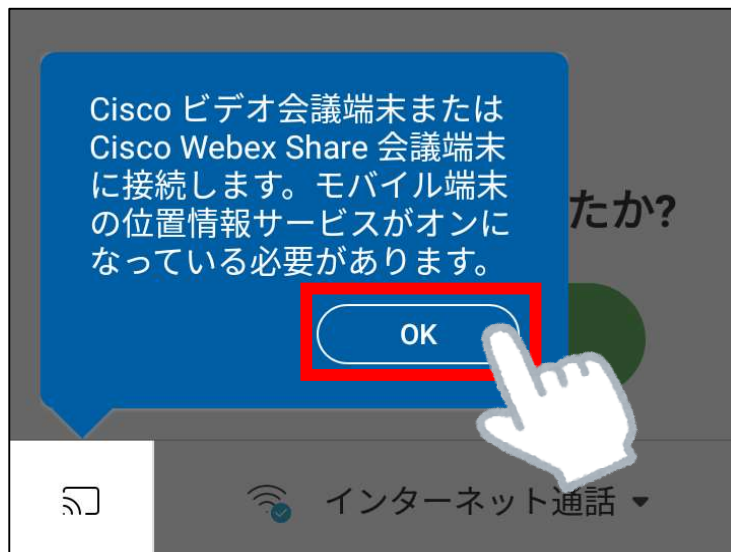 Cisco ビデオ会議端末または
Cisco Webex Share 会議端末
に接続します。モバイル端末
の位置情報サービスがオンに
なっている必要があります。
たか?
OK
インターネット通話